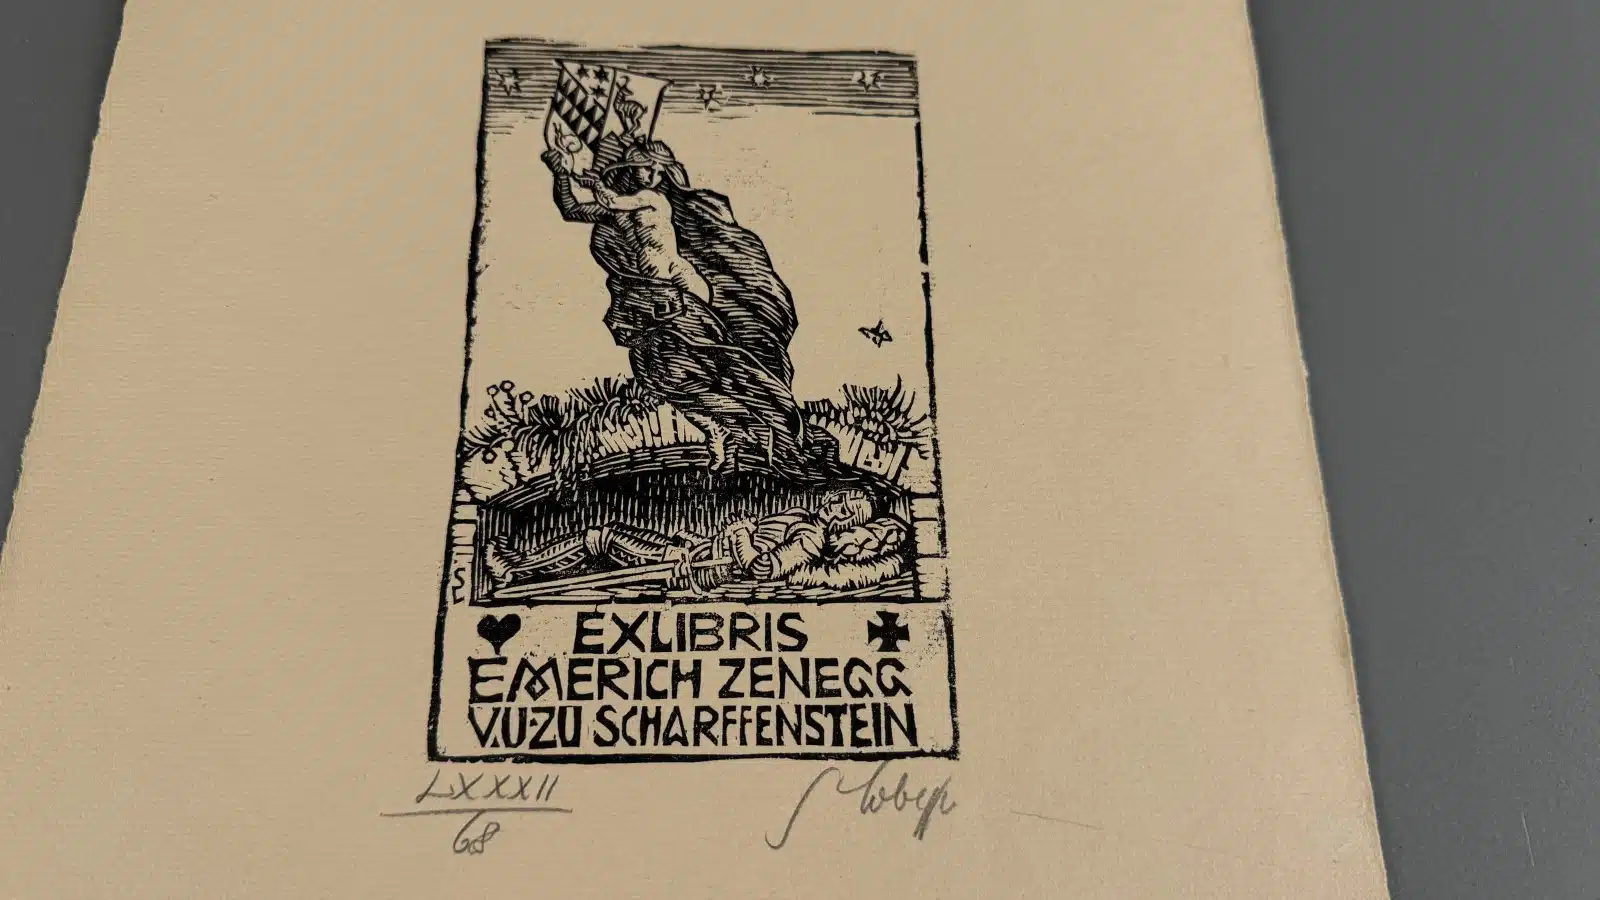 EXLIBRIS
EMERICH ZENEGG
V.U.ZU SCHARFFENSTEIN
LXXXII
68